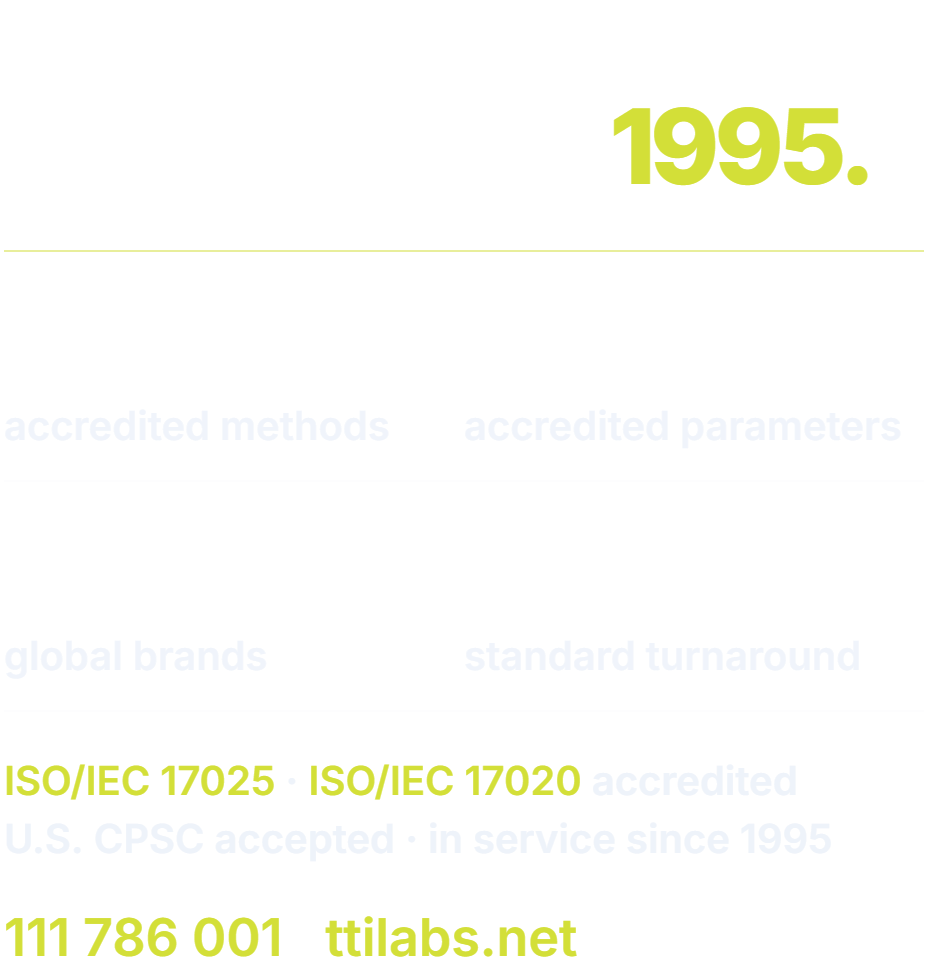 1995.
accredited methods accredited parameters
global brands standard turnaround
ISO/IEC 17025 · ISO/IEC 17020 accredited
U.S. CPSC accepted · in service since 1995
111 786 001 ttilabs.net